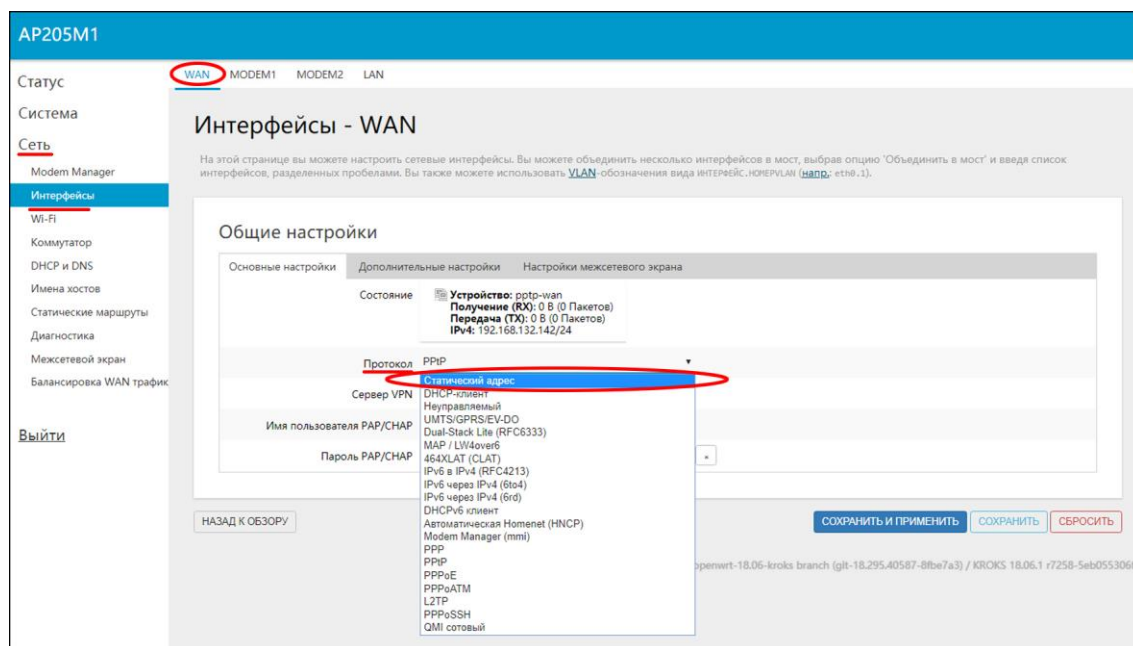 AP205M1
WAN MODEM1 MODEM2 LAN
Статус
Система
Сеть
Modem Manager
Интерфейсы
Wi-Fi
Коммутатор
DHCP и DNS
Имена хостов
Статические маршруты
Диагностика
Межсетевой экран
Балансировка WAN трафик
Выйти
Интерфейсы - WAN
На этой странице вы можете настроить сетевые интерфейсы. Вы можете объединить несколько интерфейсов в мост, выбрав опцию 'Объединить в мост' и введя список
интерфейсов, разделенных пробелами. Вы также можете использовать VLAN-обозначения вида ИНТЕРФЕЙС.НОМЕРVLAN (напр.: eth0.1).
Общие настройки
Основные настройки Дополнительные настройки Настройки межсетевого экрана
Состояние
Устройство: pptp-wan
Получение (RX): 0 B (0 Пакетов)
Передача (TX): 0 B (0 Пакетов)
IPv4: 192.168.132.142/24
Протокол PPtP
Сервер VPN
Имя пользователя PAP/CHAP
Пароль PAP/CHAP
Статический адрес
DHCP-клиент
Неуправляемый
UMTS/GPRS/EV-DO
Dual-Stack Lite (RFC6333)
MAP / LW4over6
464XLAT (CLAT)
IPv6 в IPv4 (RFC4213)
IPv6 через IPv4 (6to4)
IPv6 через IPv4 (6rd)
DHCPv6 клиент
Автоматическая Homenet (HNCP)
Modem Manager (mmi)
PPP
PPtP
PPPoE
PPPoATM
L2TP
PPPoSSH
QMI сотовый
НАЗАД К ОБЗОРУ
СОХРАНИТЬ И ПРИМЕНИТЬ СОХРАНИТЬ СБРОСИТЬ
openwrt-18.06-kroks branch (git-18.295.40587-8fbe7a3) / KROKS 18.06.1 r7258-5eb055306